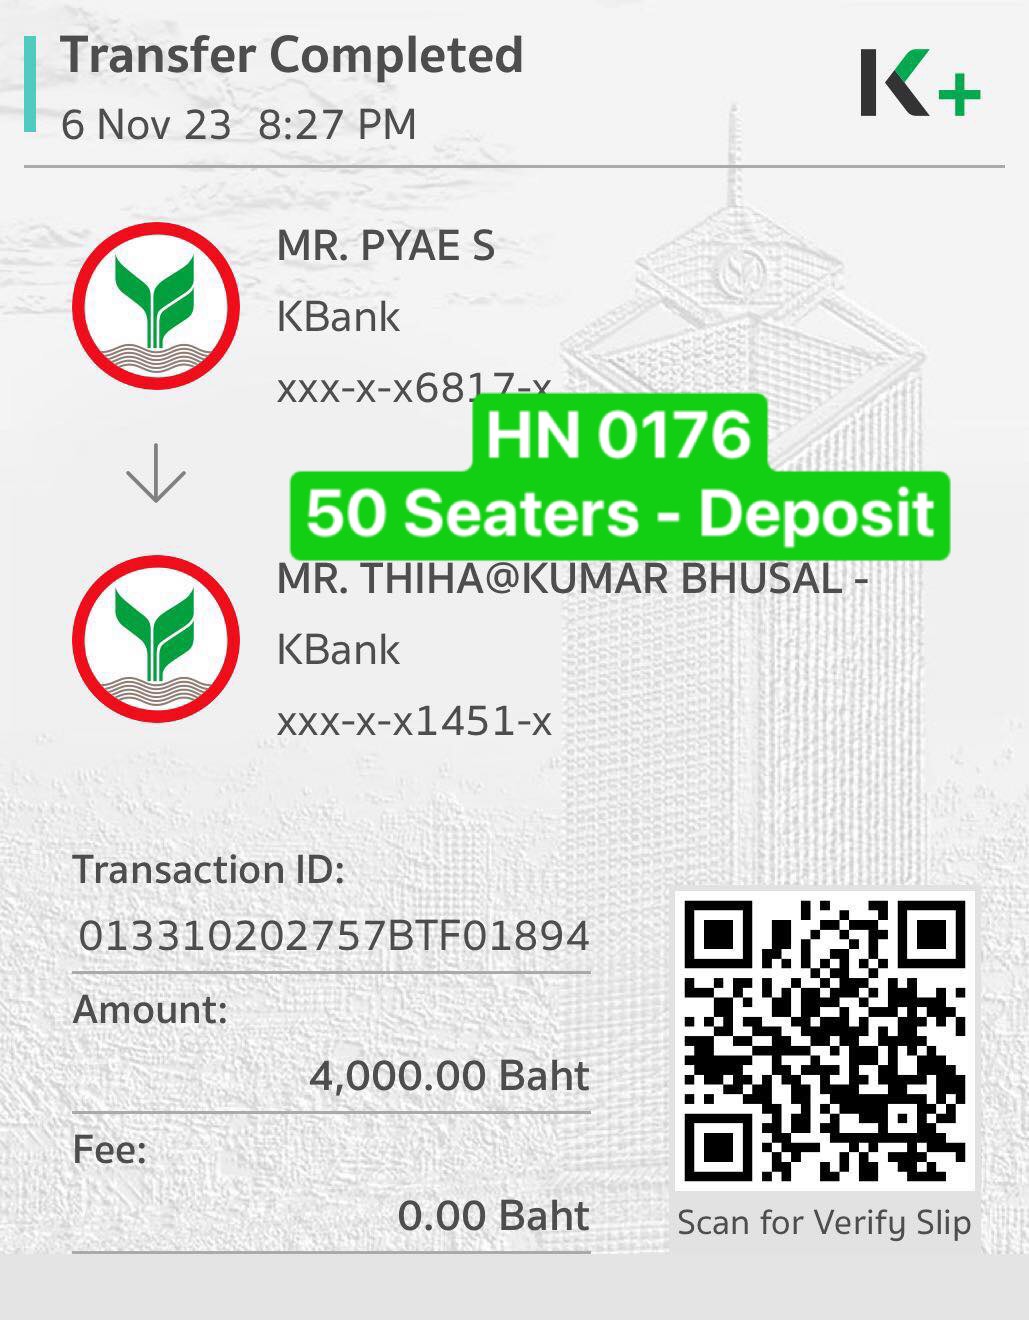 Transfer Completed
6 Nov 23 8:27 PM
K+
MR. PYAE S
KBank
xxx-x-x6817-x
HN 0176
50 Seaters - Deposit
MR. THIHA@KUMAR BHUSAL -
KBank
xxx-x-x1451-x
Transaction ID:
013310202757BTF01894
Amount:
4,000.00 Baht
Fee:
0.00 Baht
Scan for Verify Slip